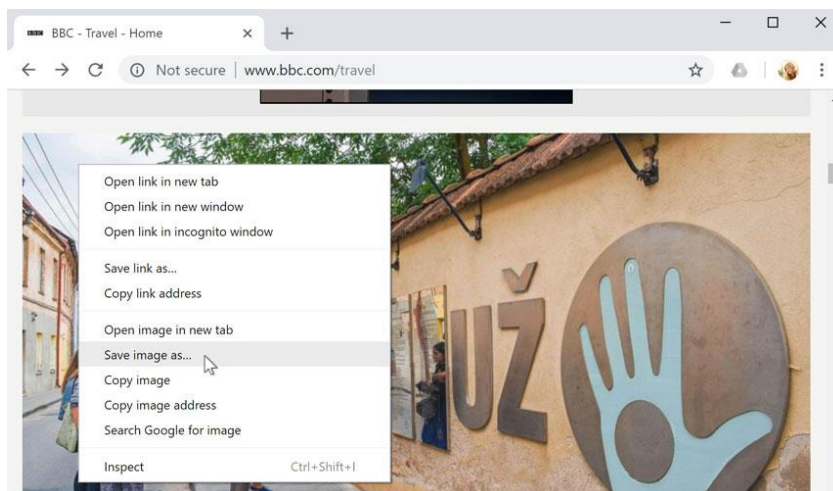 BBC
BBC - Travel - Home
Not secure
www.bbc.com/travel
Open link in new tab
Open link in new window
Open link in incognito window
Save link as...
Copy link address
Open image in new tab
Save image as...
Copy image
Copy image address
Search Google for image
Inspect Ctrl+Shift+I
UŽ